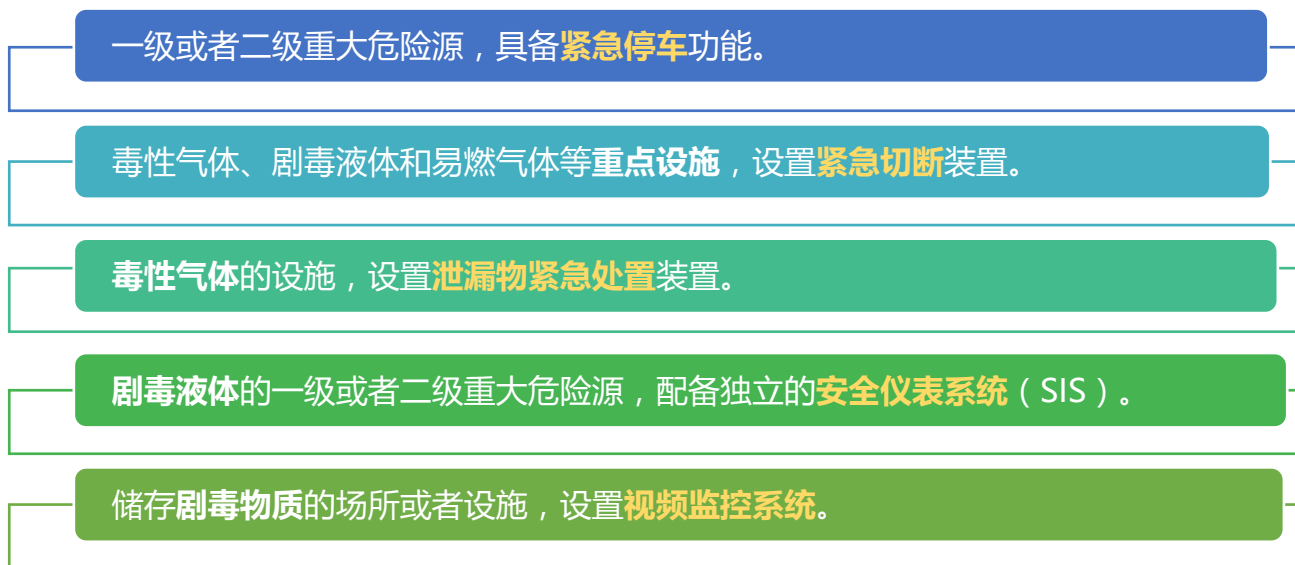 一级或者二级重大危险源，具备紧急停车功能。
毒性气体、剧毒液体和易燃气体等重点设施，设置紧急切断装置。
毒性气体的设施，设置泄漏物紧急处置装置。
剧毒液体的一级或者二级重大危险源，配备独立的安全仪表系统（SIS）。
储存剧毒物质的场所或者设施，设置视频监控系统。